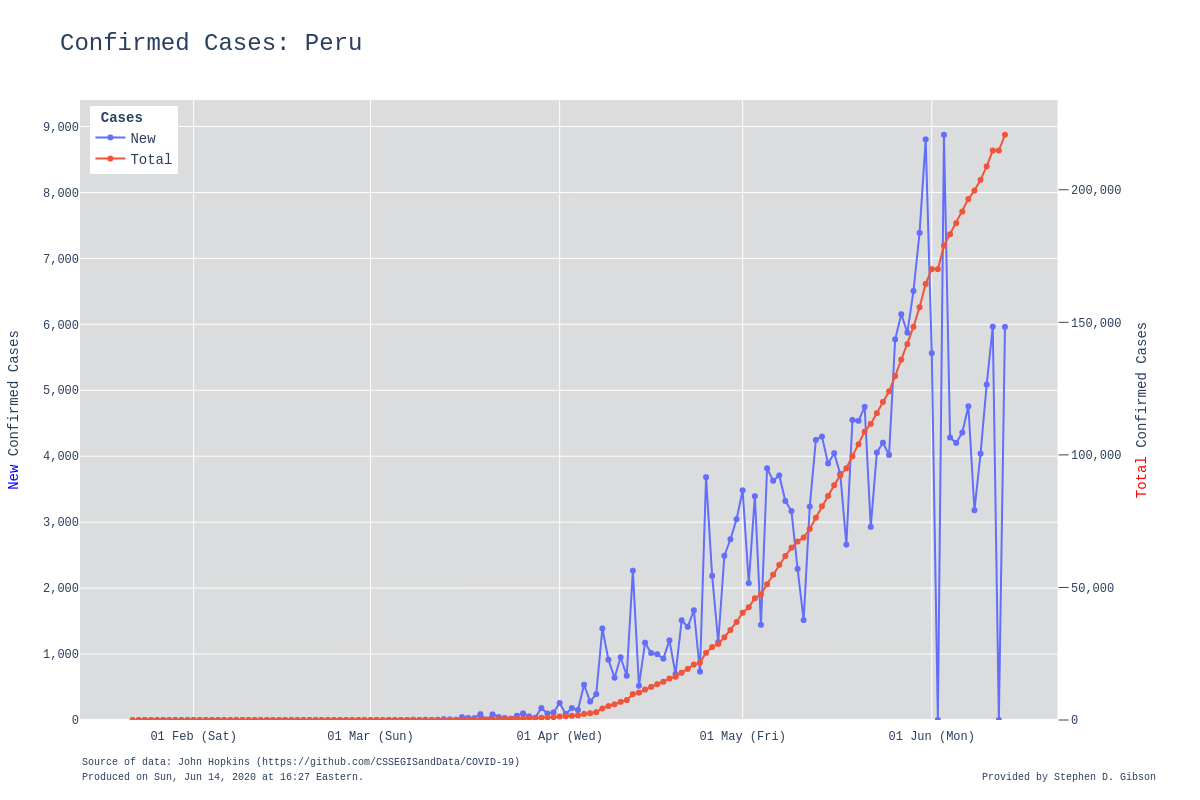 Confirmed Cases: Peru
Cases
New
Total
9,000
8,000
7,000
6,000
5,000
4,000
3,000
2,000
1,000
0
New Confirmed Cases
200,000
150,000
100,000
50,000
0
Total Confirmed Cases
01 Feb (Sat)
01 Mar (Sun)
01 Apr (Wed)
01 May (Fri)
01 Jun (Mon)
Source of data: John Hopkins (https://github.com/CSSEGISandData/COVID-19)
Produced on Sun, Jun 14, 2020 at 16:27 Eastern.
Provided by Stephen D. Gibson